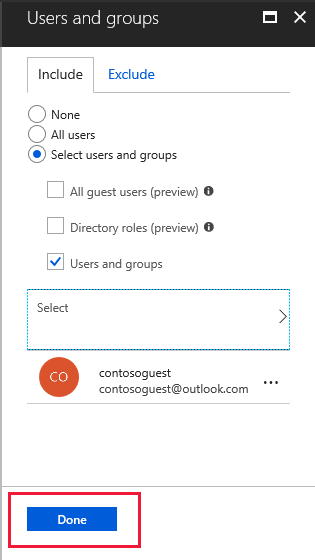 Users and groups
Include Exclude
None
All users
Select users and groups
All guest users (preview)
Directory roles (preview)
Users and groups
Select
CO
contosoguest
contosoguest@outlook.com
Done